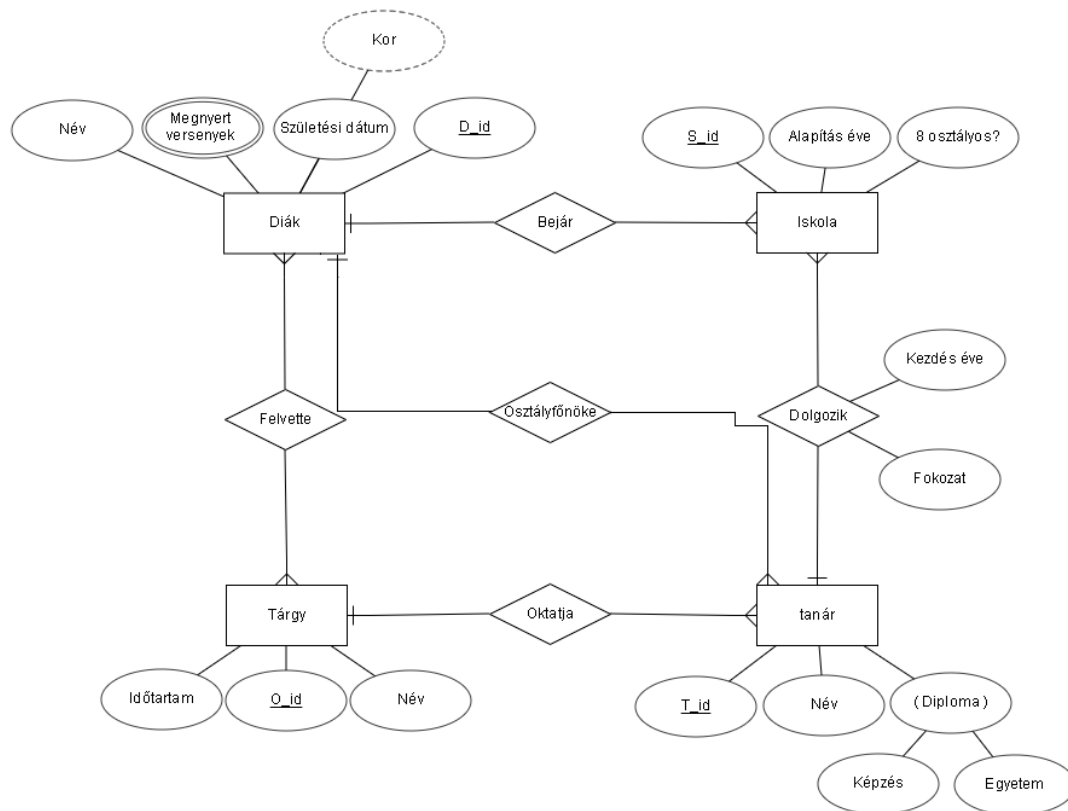 Kor
Megnyert
versenyek
Név
Születési dátum
D_id
S_id
Alapítás éve
8 osztályos?
Diák
Bejár
Iskola
Kezdés éve
Felvette
Osztályfőnöke
Dolgozik
Fokozat
Tárgy
Oktatja
tanár
Időtartam
O_id
Név
T_id
Név
( Diploma )
Képzés
Egyetem